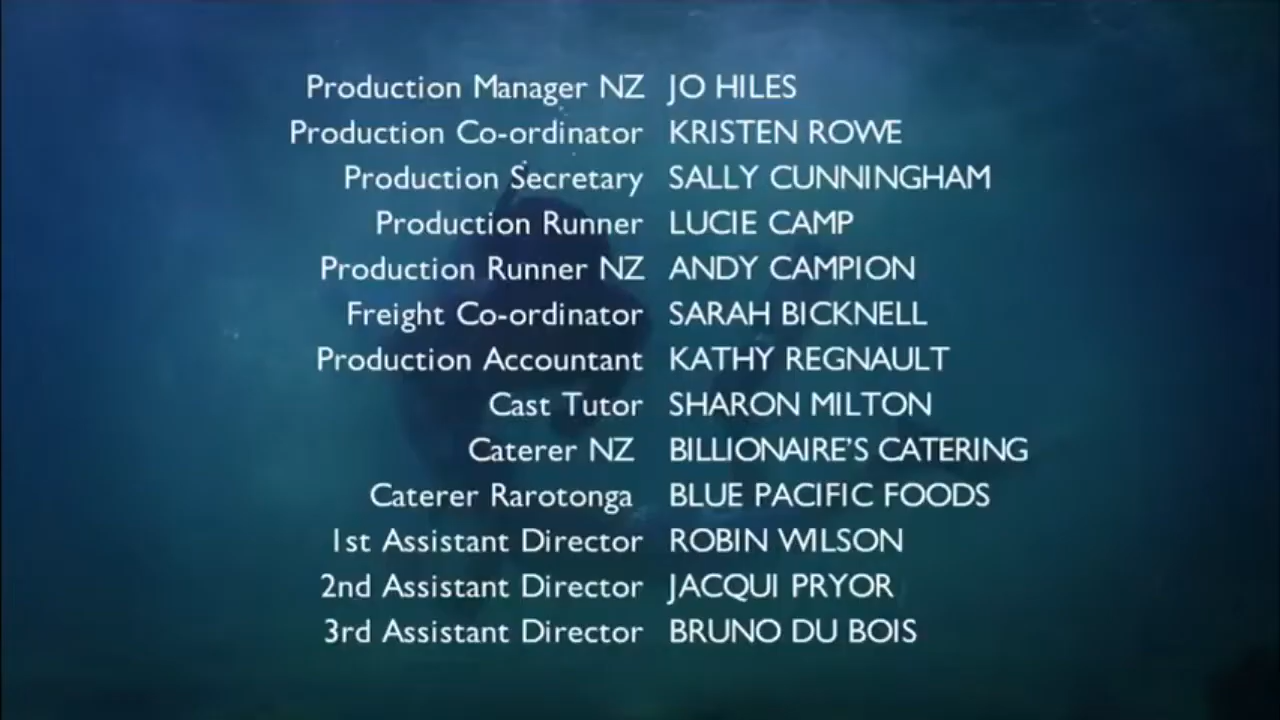 Production Manager NZ JO HILES
Production Co-ordinator KRISTEN ROWE
Production Secretary SALLY CUNNINGHAM
Production Runner LUCIE CAMP
Production Runner NZ ANDY CAMPION
Freight Co-ordinator SARAH BICKNELL
Production Accountant KATHY REGNAULT
Cast Tutor SHARON MILTON
Caterer NZ BILLIONAIRE’S CATERING
Caterer Rarotonga BLUE PACIFIC FOODS
1st Assistant Director ROBIN WILSON
2nd Assistant Director JACQUI PRYOR
3rd Assistant Director BRUNO DU BOIS